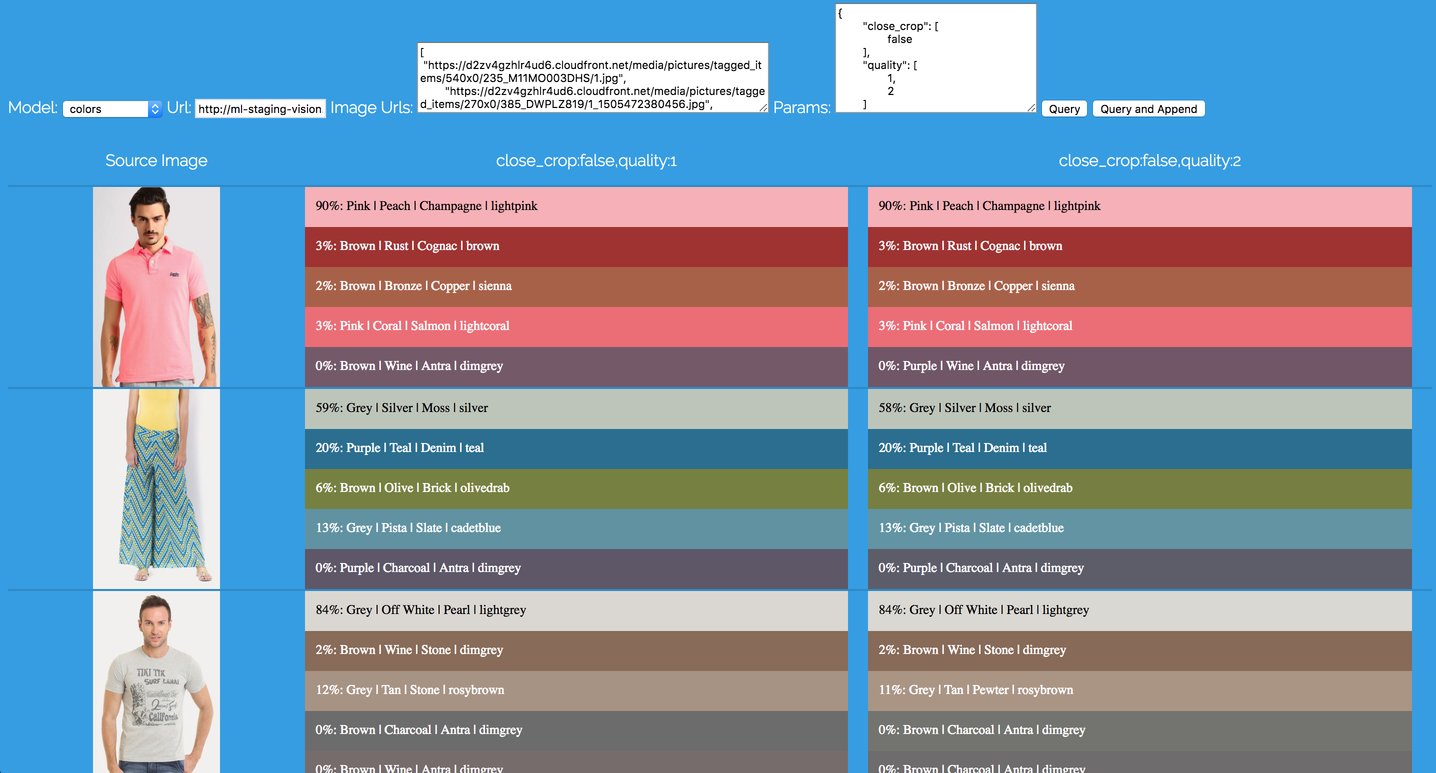 {
"close_crop": [
false
],
"quality": [
1,
2
]
[
"https://d2zv4gzhlr4ud6.cloudfront.net/media/pictures/tagged_it
ems/540x0/235_M11MO003DHS/1.jpg",
"https://d2zv4gzhlr4ud6.cloudfront.net/media/pictures/tagg
ed_items/270x0/385_DWPLZ819/1_1505472380456.jpg",
Model: colors Url: http://ml-staging-vision Image Urls: Params: Query Query and Append
Source Image close_crop:false,quality:1 close_crop:false,quality:2
90%: Pink | Peach | Champagne | lightpink 90%: Pink | Peach | Champagne | lightpink
3%: Brown | Rust | Cognac | brown 3%: Brown | Rust | Cognac | brown
2%: Brown | Bronze | Copper | sienna 2%: Brown | Bronze | Copper | sienna
3%: Pink | Coral | Salmon | lightcoral 3%: Pink | Coral | Salmon | lightcoral
0%: Brown | Wine | Antra | dimgrey 0%: Purple | Wine | Antra | dimgrey
59%: Grey | Silver | Moss | silver 58%: Grey | Silver | Moss | silver
20%: Purple | Teal | Denim | teal 20%: Purple | Teal | Denim | teal
6%: Brown | Olive | Brick | olivedrab 6%: Brown | Olive | Brick | olivedrab
13%: Grey | Pista | Slate | cadetblue 13%: Grey | Pista | Slate | cadetblue
0%: Purple | Charcoal | Antra | dimgrey 0%: Purple | Charcoal | Antra | dimgrey
84%: Grey | Off White | Pearl | lightgrey 84%: Grey | Off White | Pearl | lightgrey
2%: Brown | Wine | Stone | dimgrey 2%: Brown | Wine | Stone | dimgrey
TIKI TIK
SURF
California
12%: Grey | Tan | Stone | rosybrown 11%: Grey | Tan | Pewter | rosybrown
0%: Brown | Charcoal | Antra | dimgrey 0%: Brown | Charcoal | Antra | dimgrey
0%: Brown | Wine | Antra | dimgrey 0%: Brown | Charcoal | Antra | dimgrey